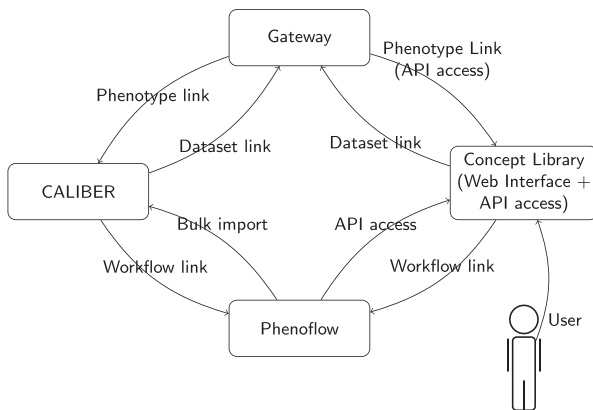 Gateway
Phenotype Link
(API access)
Phenotype link
Dataset link
Dataset link
CALIBER
Concept Library
(Web Interface +
API access)
Bulk import
API access
Workflow link
Workflow link
Phenoflow
User